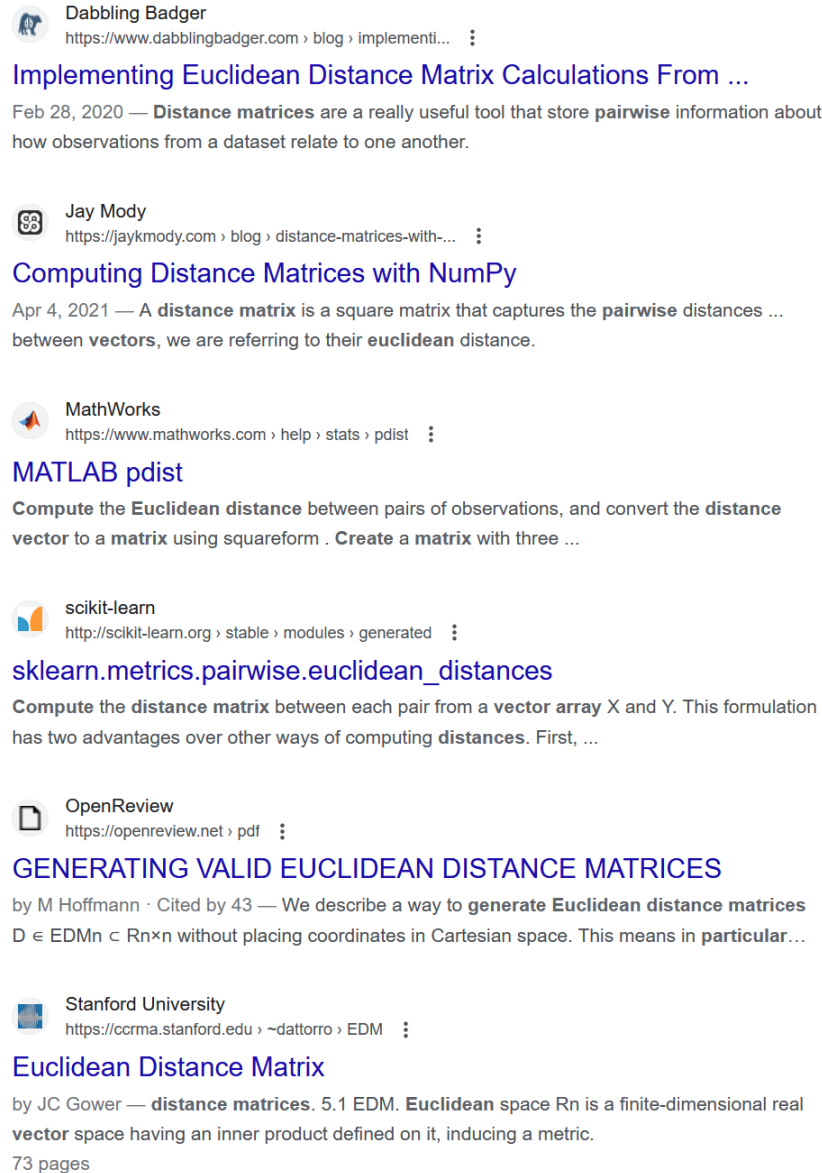 Dabbling Badger
https://www.dabblingbadger.com › blog › implementi...
Implementing Euclidean Distance Matrix Calculations From ...
Feb 28, 2020 — Distance matrices are a really useful tool that store pairwise information about
how observations from a dataset relate to one another.
Jay Mody
https://jaykmody.com › blog › distance-matrices-with-...
Computing Distance Matrices with NumPy
Apr 4, 2021 — A distance matrix is a square matrix that captures the pairwise distances ...
between vectors, we are referring to their euclidean distance.
MathWorks
https://www.mathworks.com › help › stats › pdist
MATLAB pdist
Compute the Euclidean distance between pairs of observations, and convert the distance
vector to a matrix using squareform . Create a matrix with three ...
scikit-learn
http://scikit-learn.org › stable › modules › generated
sklearn.metrics.pairwise.euclidean_distances
Compute the distance matrix between each pair from a vector array X and Y. This formulation
has two advantages over other ways of computing distances. First, ...
OpenReview
https://openreview.net › pdf
GENERATING VALID EUCLIDEAN DISTANCE MATRICES
by M Hoffmann · Cited by 43 — We describe a way to generate Euclidean distance matrices
D ∈ EDMn ⊂ Rn×n without placing coordinates in Cartesian space. This means in particular...
Stanford University
https://ccrma.stanford.edu › ~dattorro › EDM
Euclidean Distance Matrix
by JC Gower — distance matrices. 5.1 EDM. Euclidean space Rn is a finite-dimensional real
vector space having an inner product defined on it, inducing a metric.
73 pages